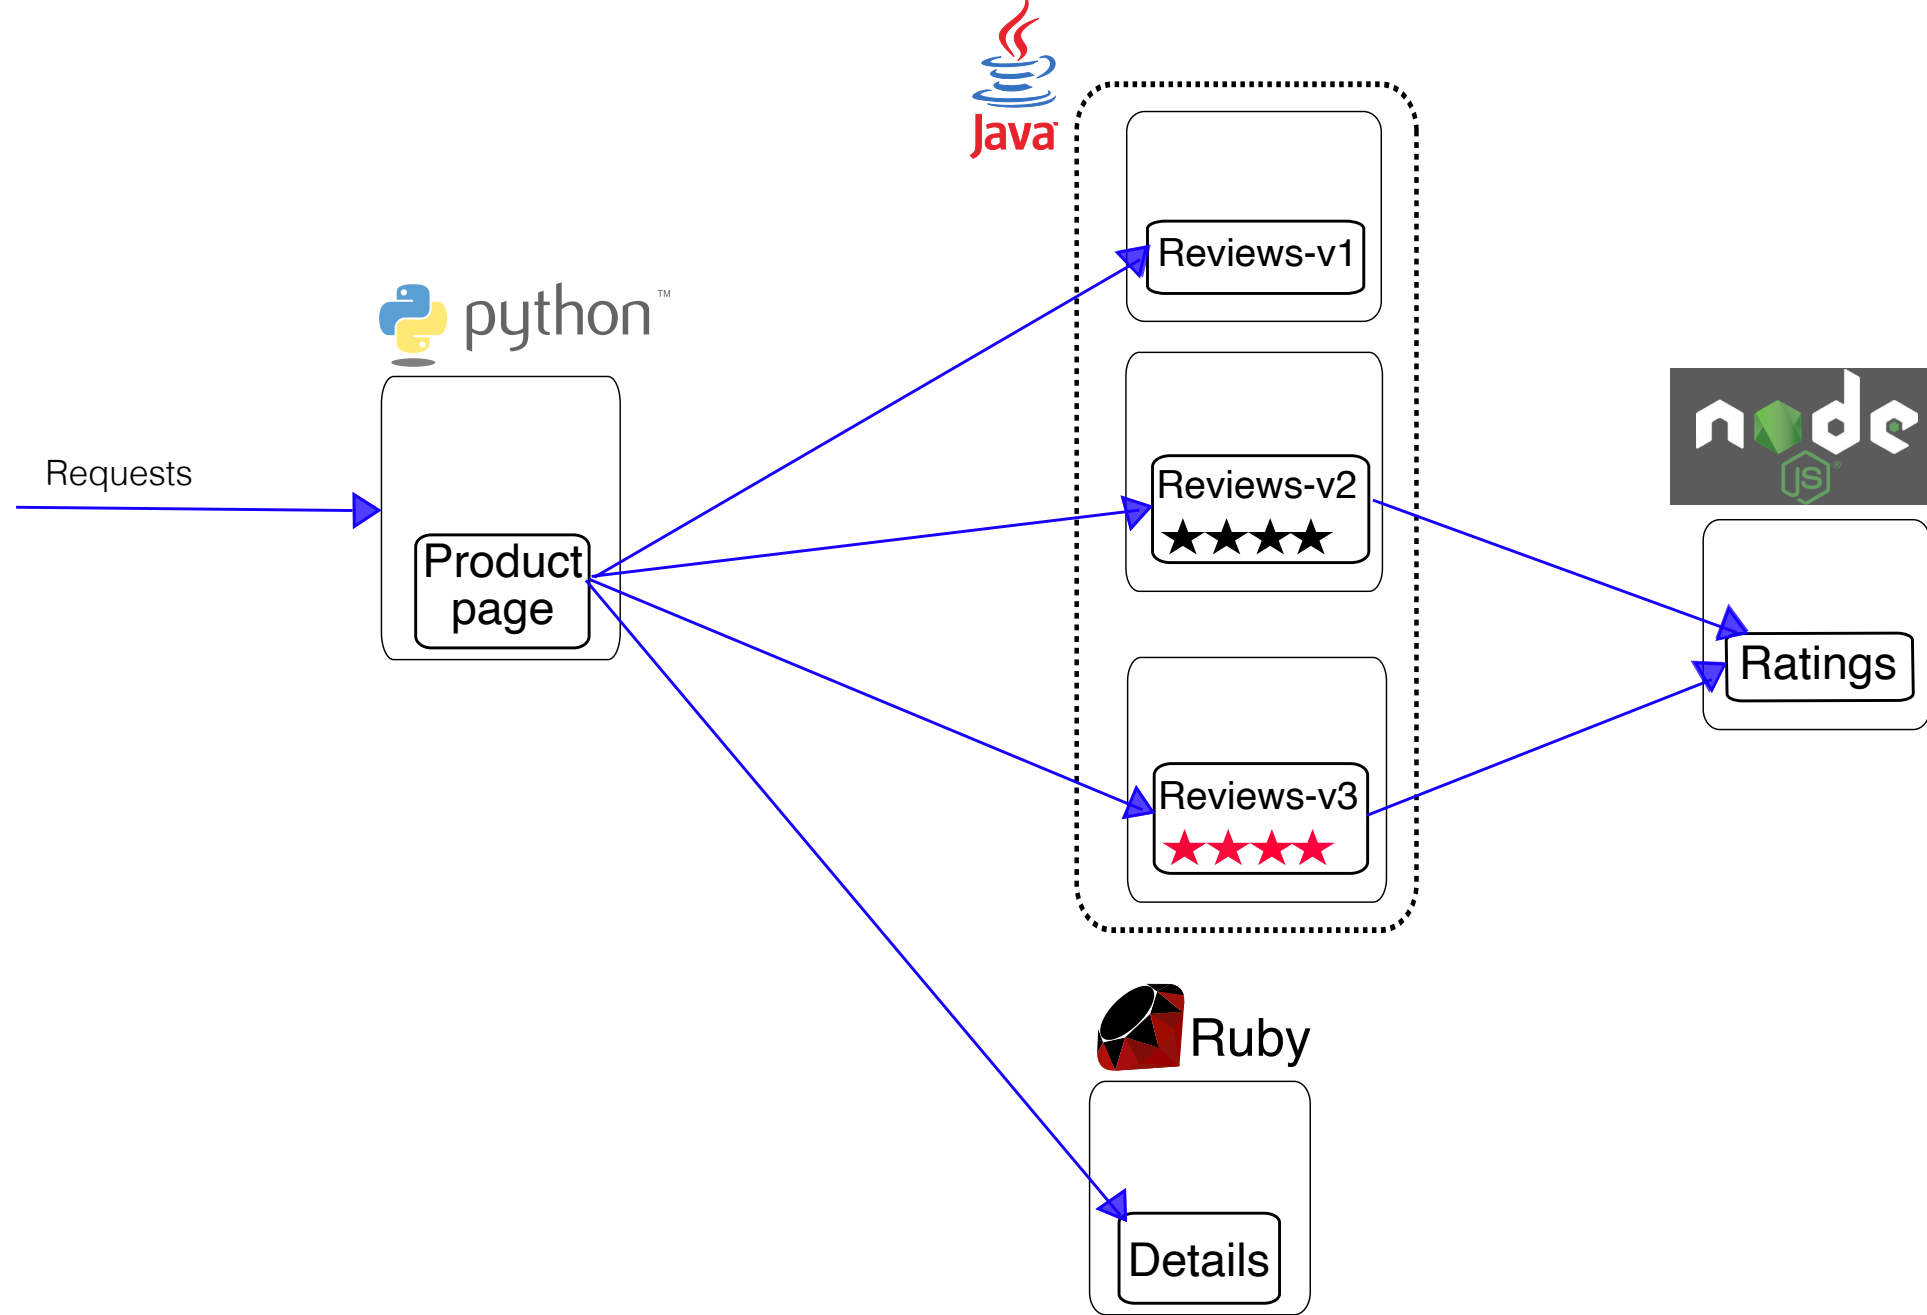 Java
Reviews-v1
python™
Requests
Product
page
Reviews-v2
node
JS®
Ratings
Reviews-v3
Ruby
Details